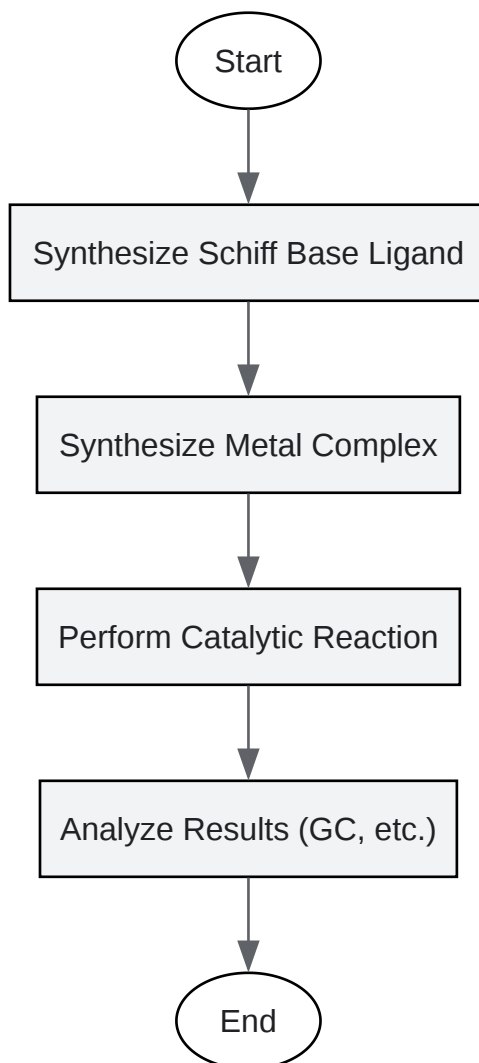 Start
Synthesize Schiff Base Ligand
Synthesize Metal Complex
Perform Catalytic Reaction
Analyze Results (GC, etc.)
End